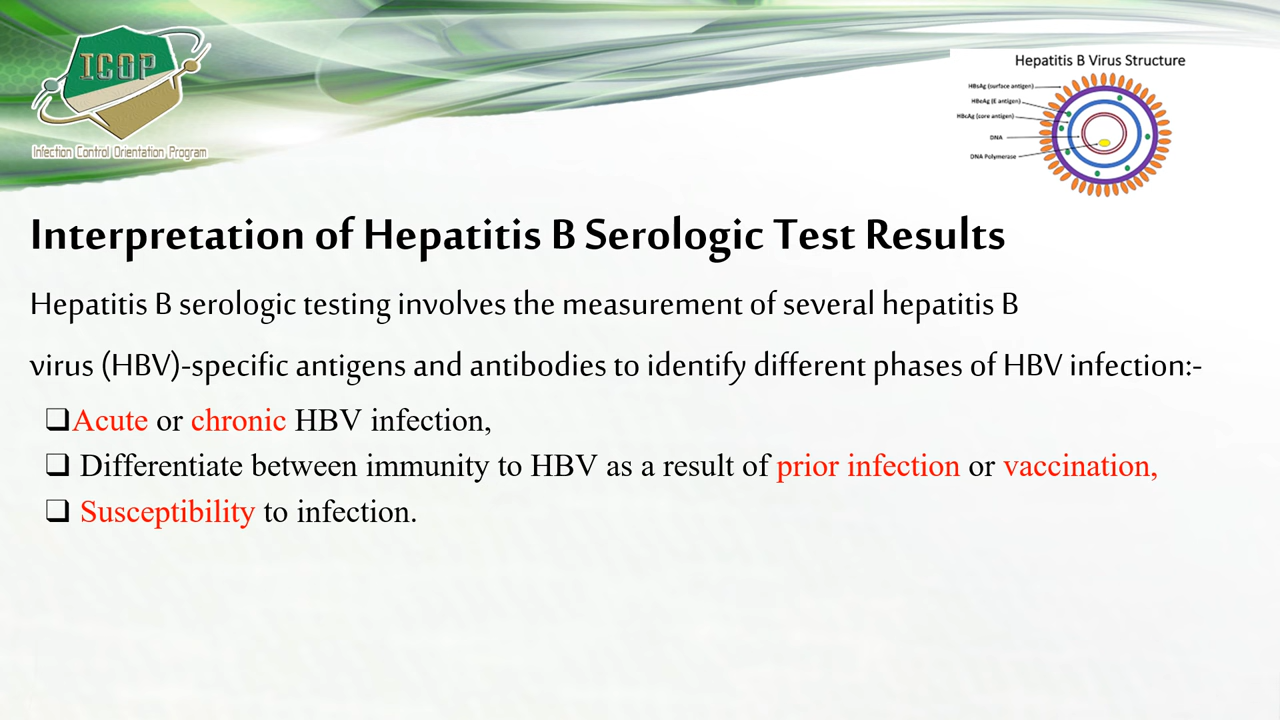 ICOP
Infection Control Orientation Program
Hepatitis B Virus Structure
HBsAg (surface antigen)
HBeAg (E antigen)
HBcAg (core antigen)
DNA
DNA Polymerase
Interpretation of Hepatitis B Serologic Test Results
Hepatitis B serologic testing involves the measurement of several hepatitis B
virus (HBV)-specific antigens and antibodies to identify different phases of HBV infection:-
❑Acute or chronic HBV infection,
❑ Differentiate between immunity to HBV as a result of prior infection or vaccination,
❑ Susceptibility to infection.